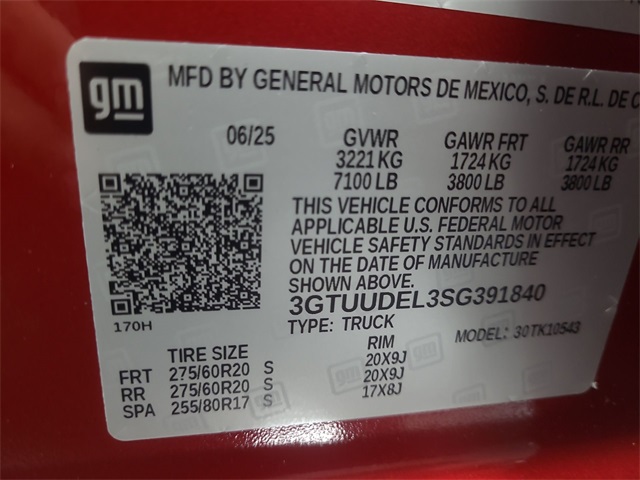 gm
MFD BY GENERAL MOTORS DE MEXICO, S. DE R.L. DE C
06/25 GVWR GAWR FRT GAWR RR
3221 KG 1724 KG 1724 KG
7100 LB 3800 LB 3800 LB
THIS VEHICLE CONFORMS TO ALL
APPLICABLE U.S. FEDERAL MOTOR
VEHICLE SAFETY STANDARDS IN EFFECT
ON THE DATE OF MANUFACTURE
SHOWN ABOVE.
3GTUUDEL3SG391840
170H
TYPE: TRUCK MODEL: 30TK10543
TIRE SIZE RIM
FRT 275/60R20 S 20X9J
RR 275/60R20 S 20X9J
SPA 255/80R17 S 17X8J